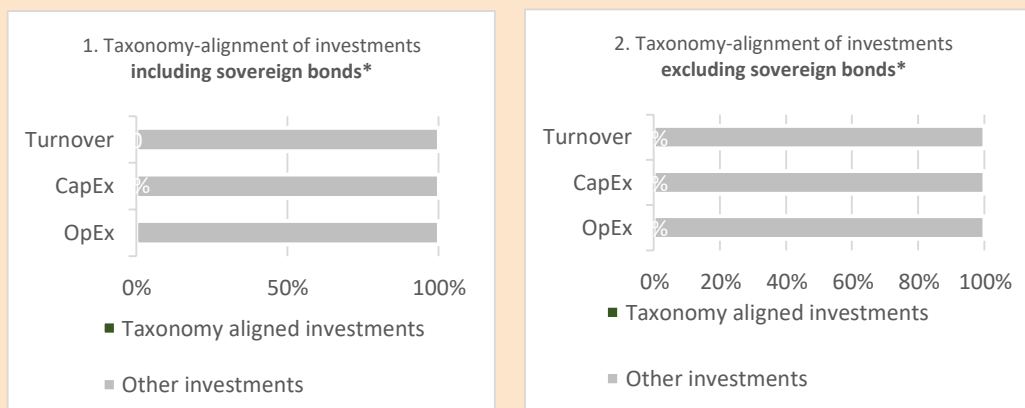 1. Taxonomy-alignment of investments
including sovereign bonds*
Turnover
CapEx
%
OpEx
0% 50% 100%
Taxonomy aligned investments
Other investments
2. Taxonomy-alignment of investments
excluding sovereign bonds*
Turnover %
CapEx %
OpEx %
0% 20% 40% 60% 80% 100%
Taxonomy aligned investments
Other investments